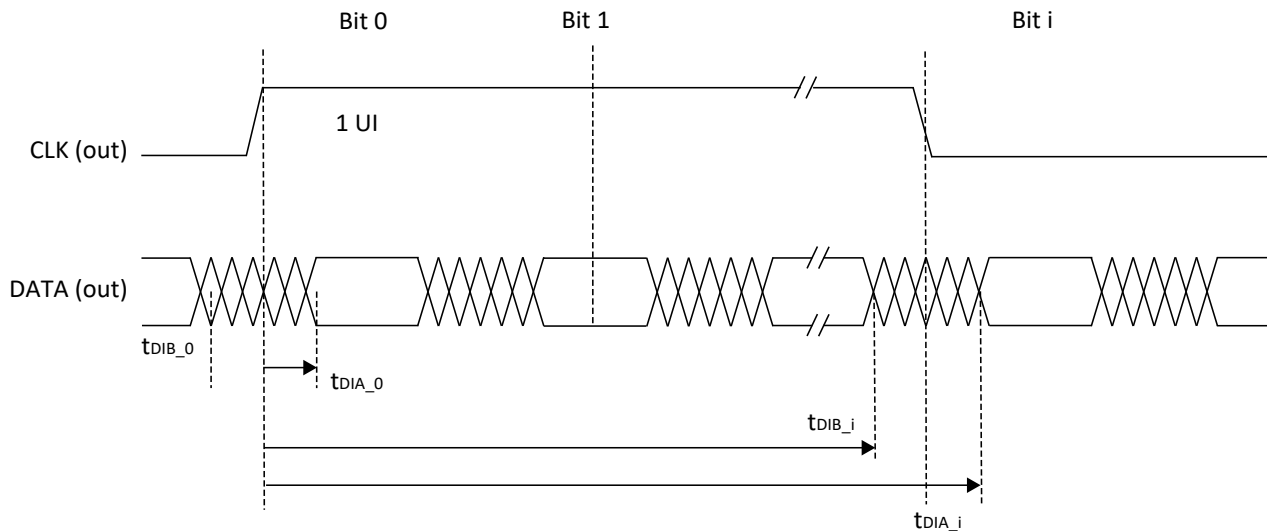 Bit 0 Bit 1 Bit i
1 UI
CLK (out)
DATA (out)
tDIB_0
tDIA_0
tDIB_i
tDIA_i